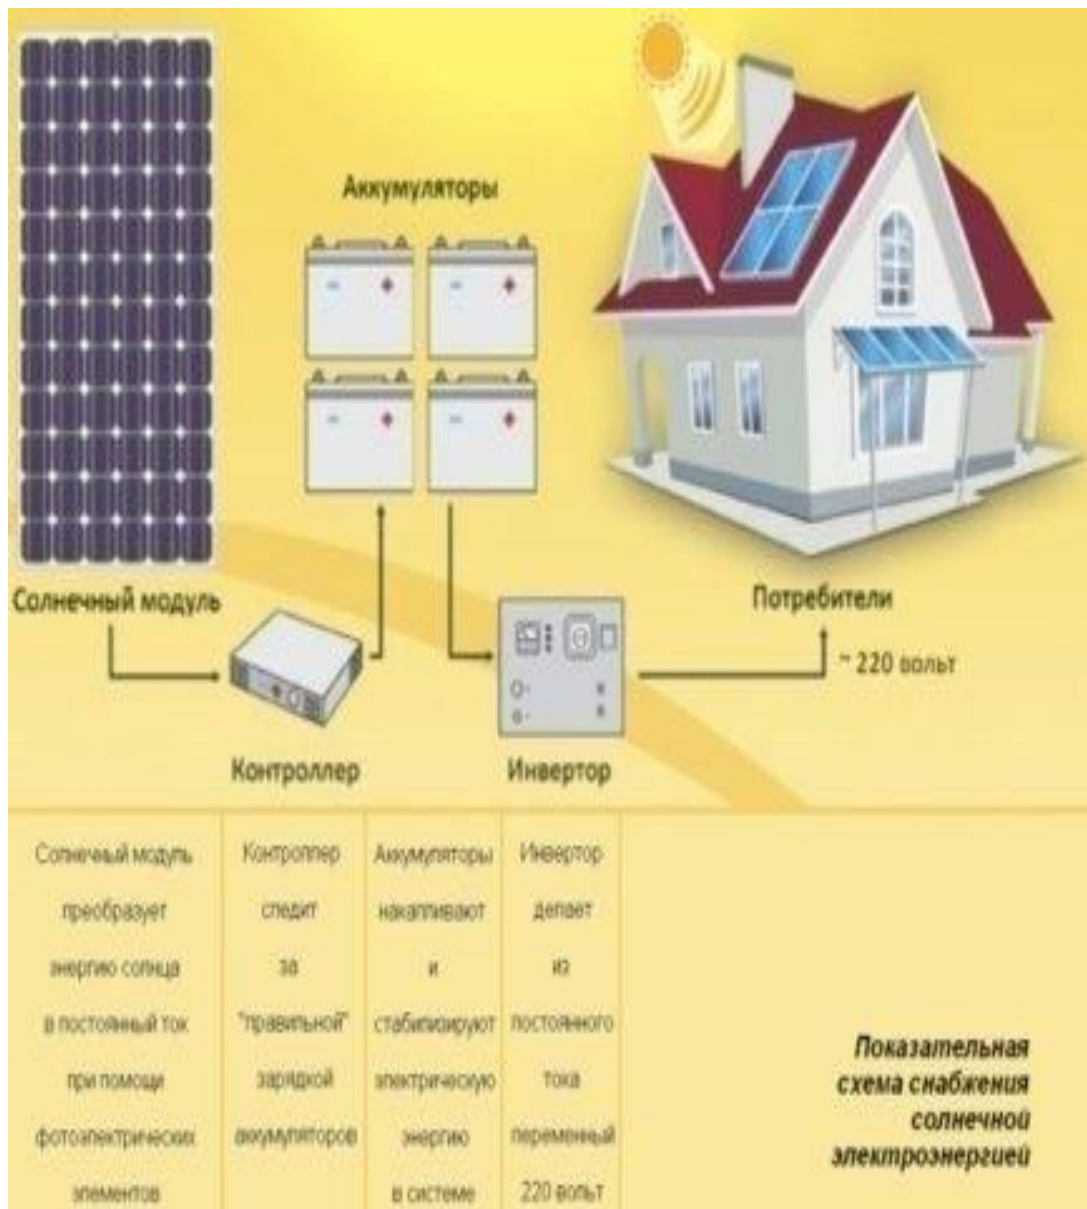 Аккумуляторы
Солнечный модуль
Потребители
~ 220 вольт
Контроллер
Инвертор
Солнечный модуль
преобразует
энергию солнца
в постоянный ток
при помощи
фотоэлектрических
элементов
Контроллер
следит
за
"правильной"
зарядкой
аккумуляторов
Аккумуляторы
накапливают
и
стабилизируют
электрическую
энергию
в системе
Инвертор
делает
из
постоянного
тока
переменный
220 вольт
Показательная
схема снабжения
солнечной
электроэнергией